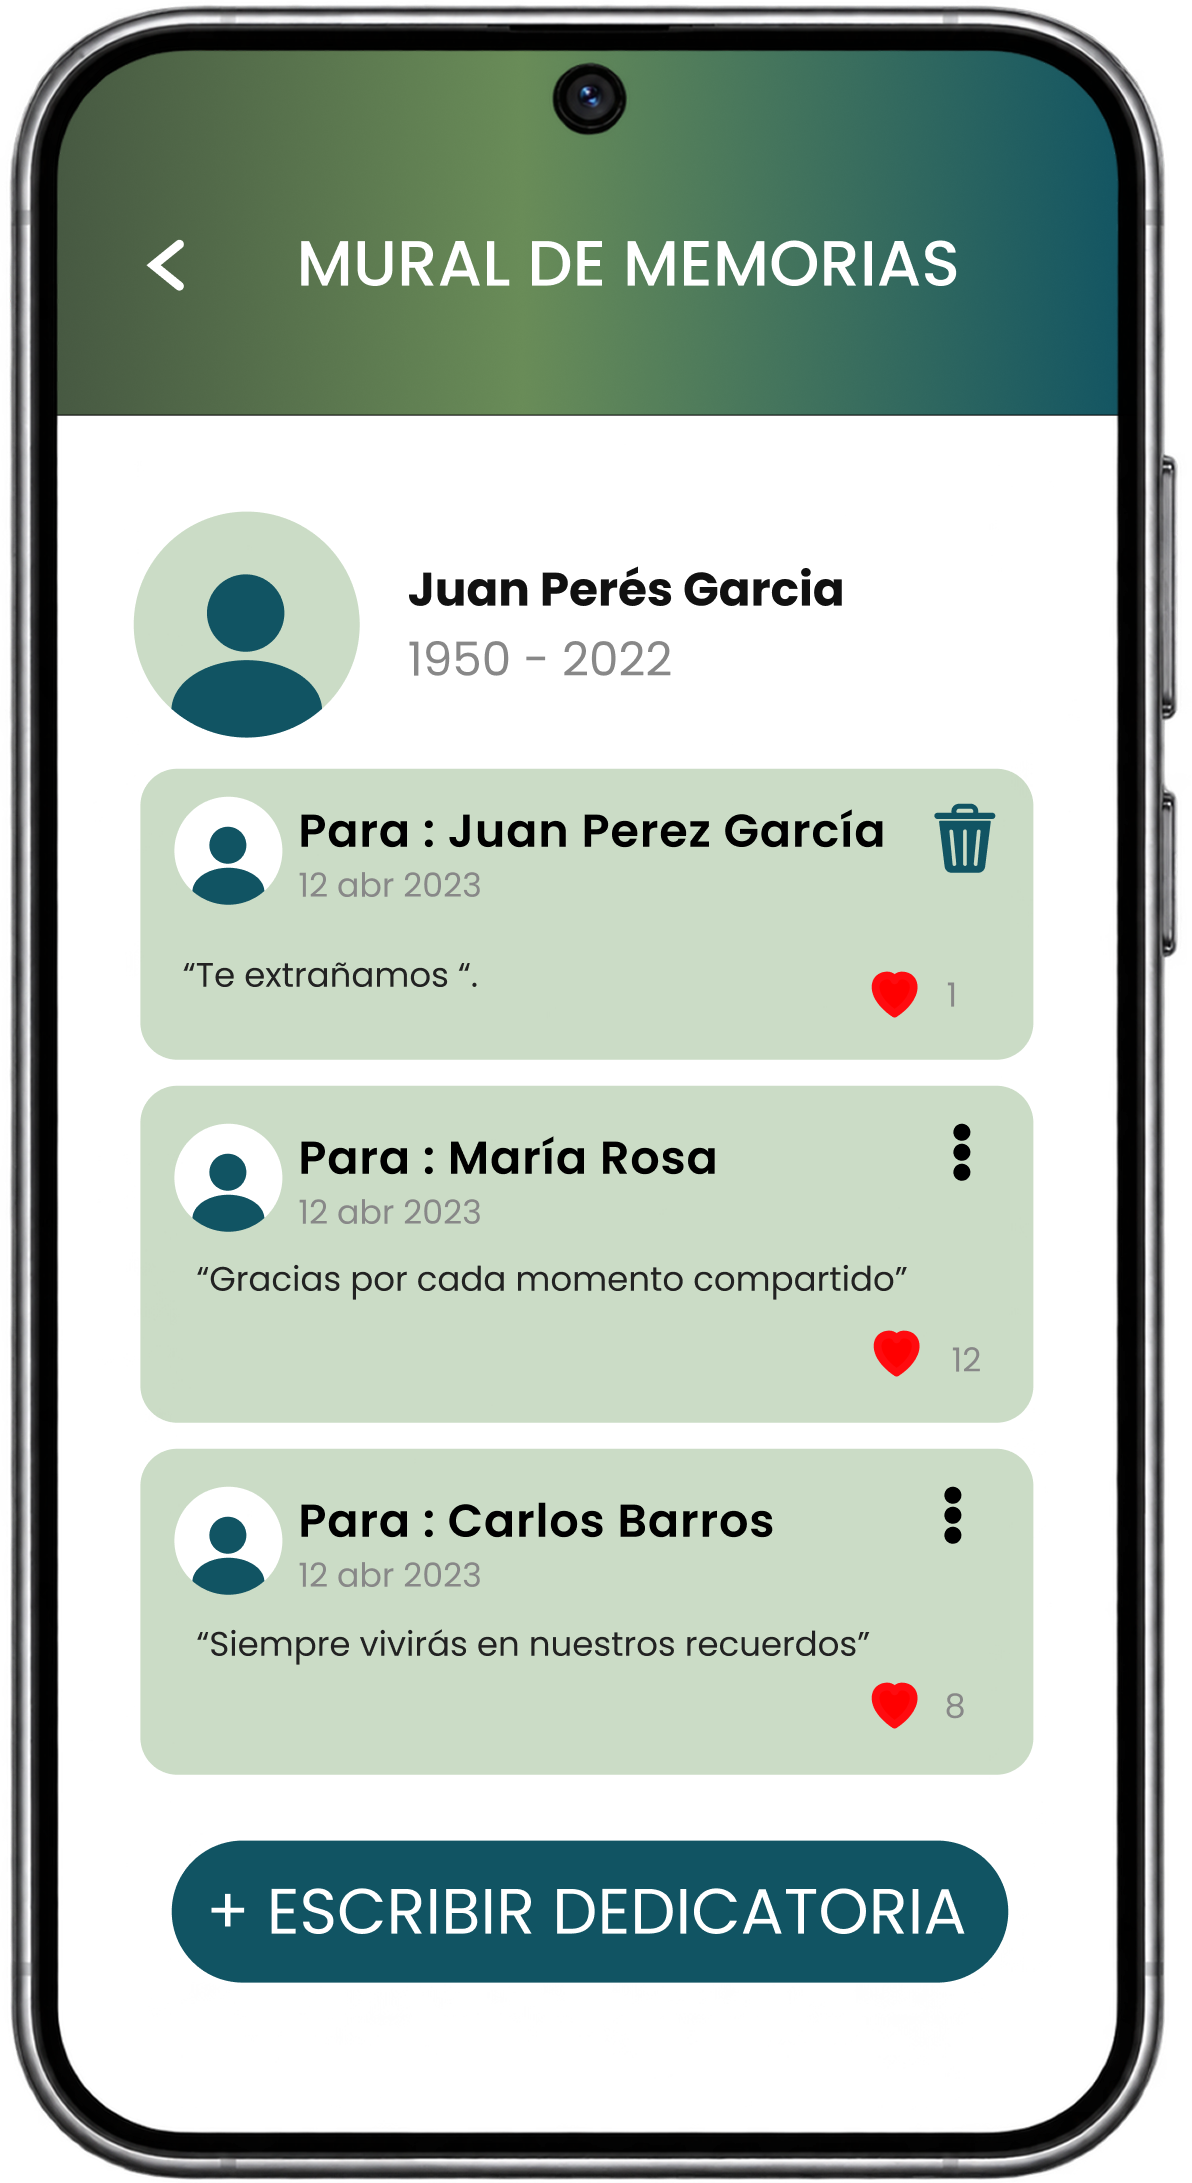 MURAL DE MEMORIAS
Juan Perés Garcia
1950 - 2022
Para : Juan Perez García
12 abr 2023
“Te extrañamos “.
1
Para : María Rosa
12 abr 2023
“Gracias por cada momento compartido”
12
Para : Carlos Barros
12 abr 2023
“Siempre vivirás en nuestros recuerdos”
8
+ ESCRIBIR DEDICATORIA